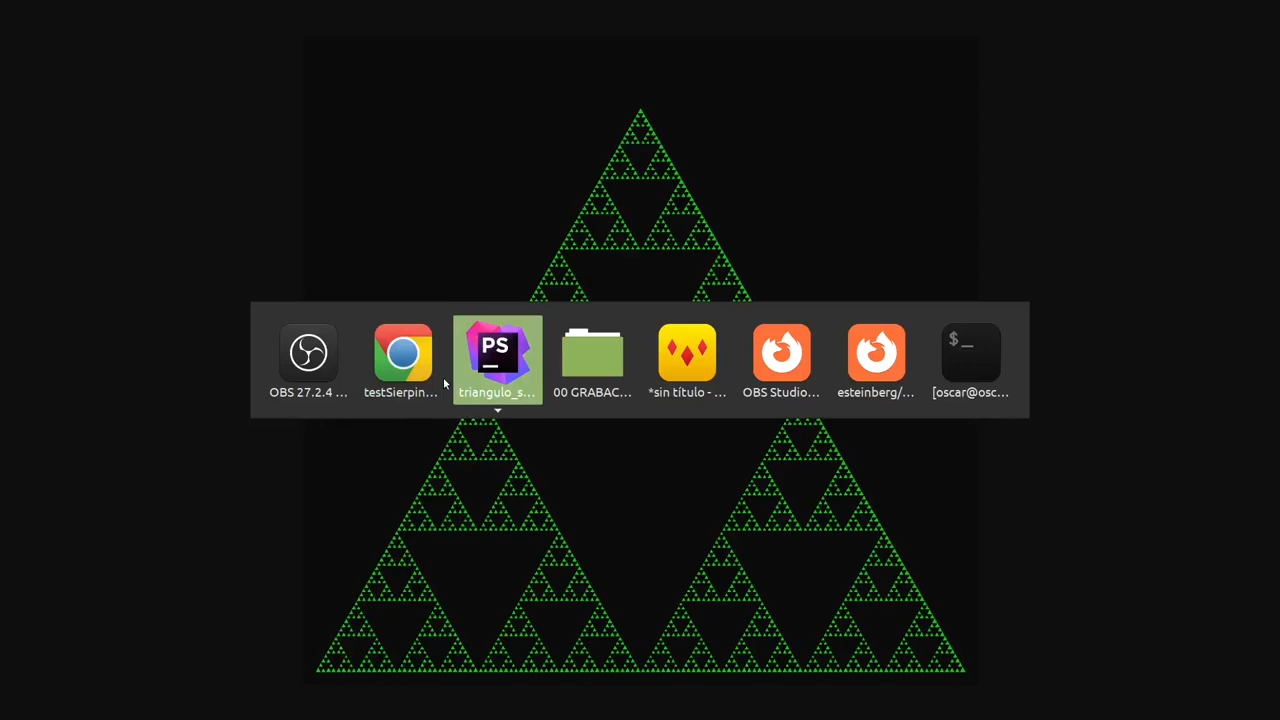 PS
$_
OBS 27.2.4 ...
testSierpin...
triangulo_s...
00 GRABAC...
*sin título - ...
OBS Studio...
esteinberg/...
[oscar@osc...